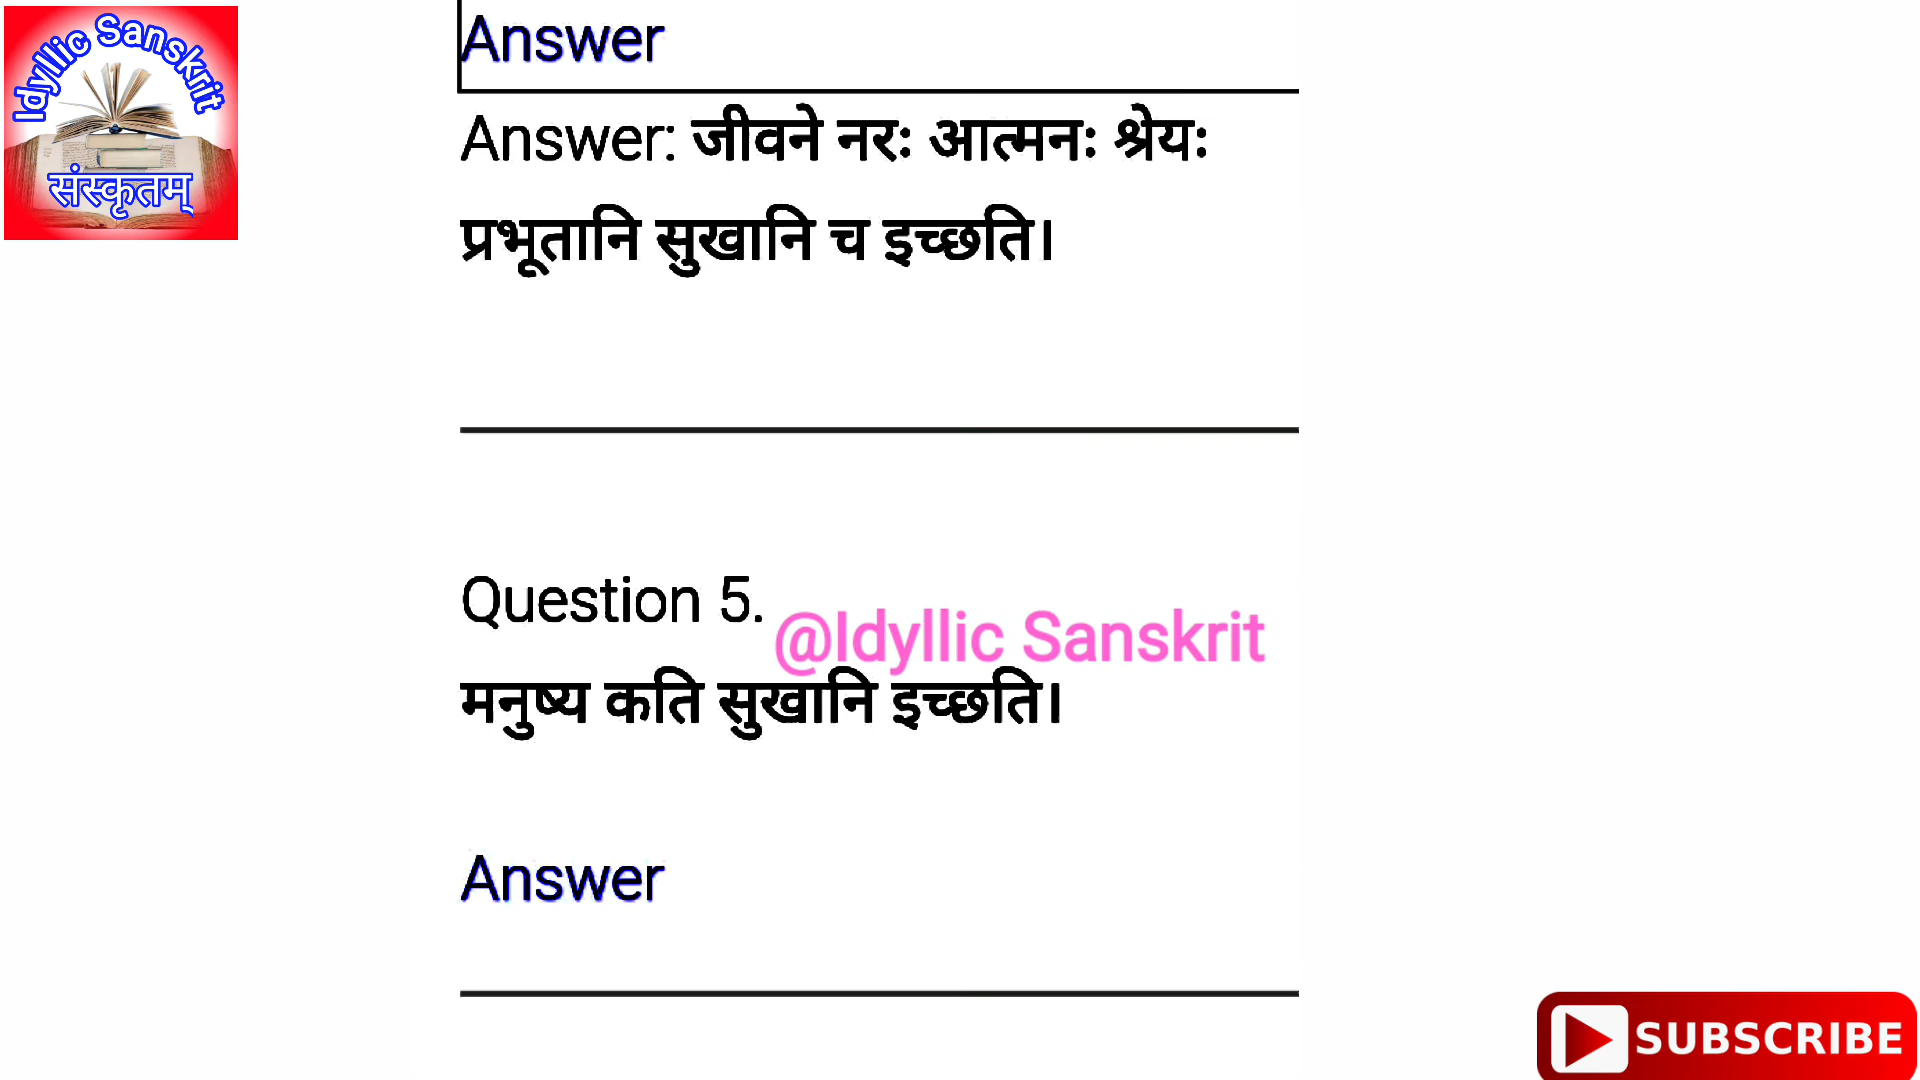 Idyllic Sanskrit
संस्कृतम्
Answer
Answer: जीवने नरः आत्मनः श्रेयः
प्रभूतानि सुखानि च इच्छति।
Question 5.
@Idyllic Sanskrit
मनुष्य कति सुखानि इच्छति।
Answer
SUBSCRIBE